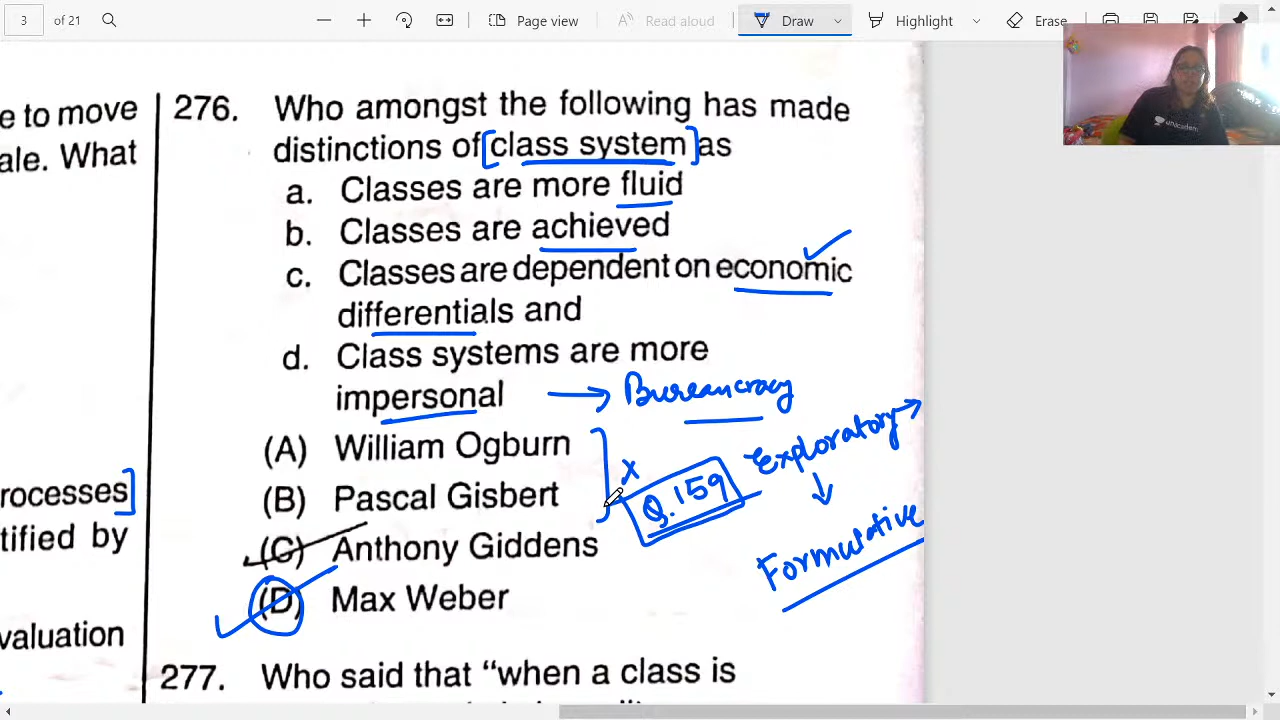 3 of 21
Page view
Read aloud
Draw
Highlight
Erase
e to move
ale. What
rocesses]
tified by
valuation
276. Who amongst the following has made
distinctions of [class system] as
a. Classes are more fluid
b. Classes are achieved
c. Classes are dependent on economic
differentials and
d. Class systems are more
impersonal → Bureaucracy
(A) William Ogburn
(B) Pascal Gisbert
(C) Anthony Giddens
(D) Max Weber
x
Q.159
Exploratory →
↓
Formulative
277. Who said that “when a class is
unacademy